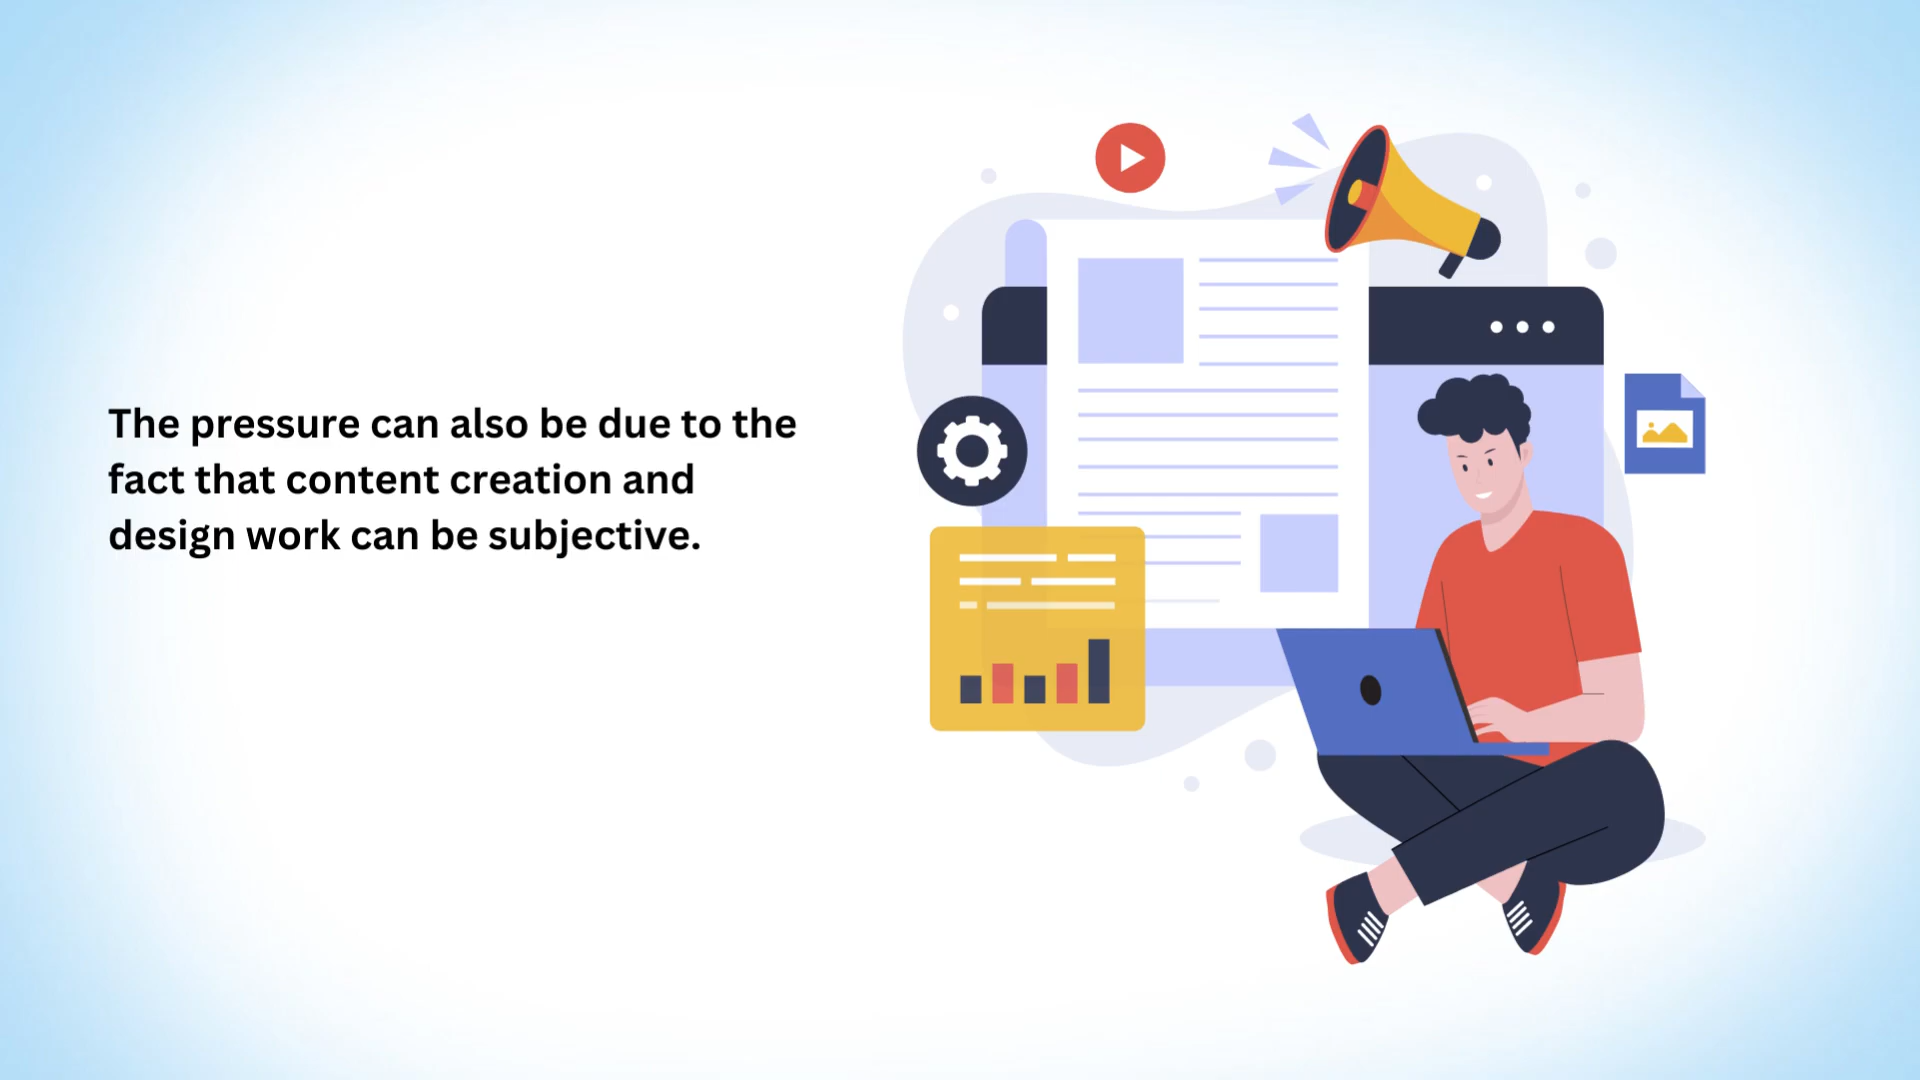 The pressure can also be due to the
fact that content creation and
design work can be subjective.